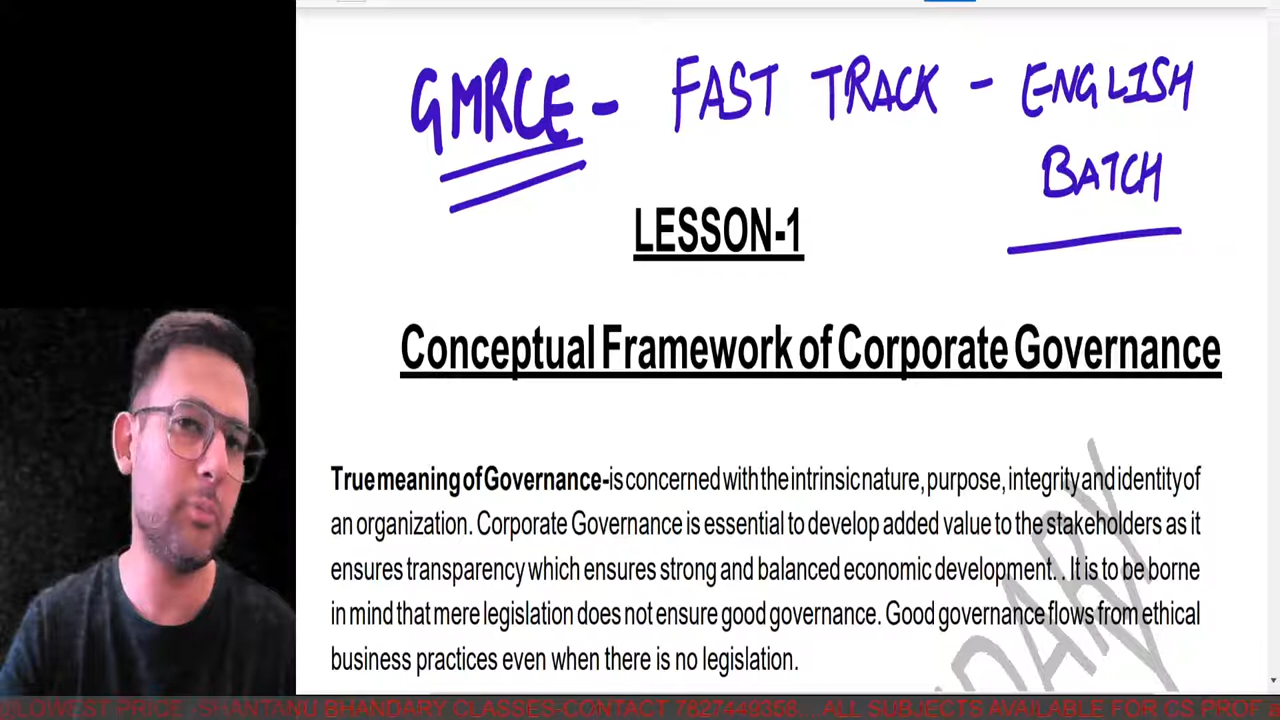 GMRCE - FAST TRACK - ENGLISH
BATCH
LESSON-1
Conceptual Framework of Corporate Governance
True meaning of Governance-is concerned with the intrinsic nature, purpose, integrity and identity of
an organization. Corporate Governance is essential to develop added value to the stakeholders as it
ensures transparency which ensures strong and balanced economic development. . It is to be borne
in mind that mere legislation does not ensure good governance. Good governance flows from ethical
business practices even when there is no legislation.
DARY
LOWEST PRICE -SHANTANU BHANDARY CLASSES-CONTACT 7827449358....ALL SUBJECTS AVAILABLE FOR CS PROF &